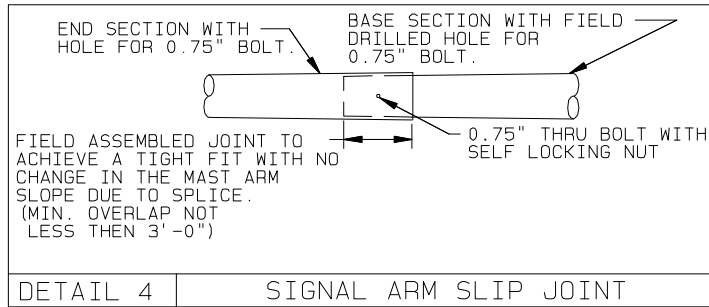 END SECTION WITH
HOLE FOR 0.75" BOLT.
BASE SECTION WITH FIELD
DRILLED HOLE FOR
0.75" BOLT.
FIELD ASSEMBLED JOINT TO
ACHIEVE A TIGHT FIT WITH NO
CHANGE IN THE MAST ARM
SLOPE DUE TO SPLICE.
(MIN. OVERLAP NOT
LESS THEN 3'-0")
0.75" THRU BOLT WITH
SELF LOCKING NUT
DETAIL 4
SIGNAL ARM SLIP JOINT